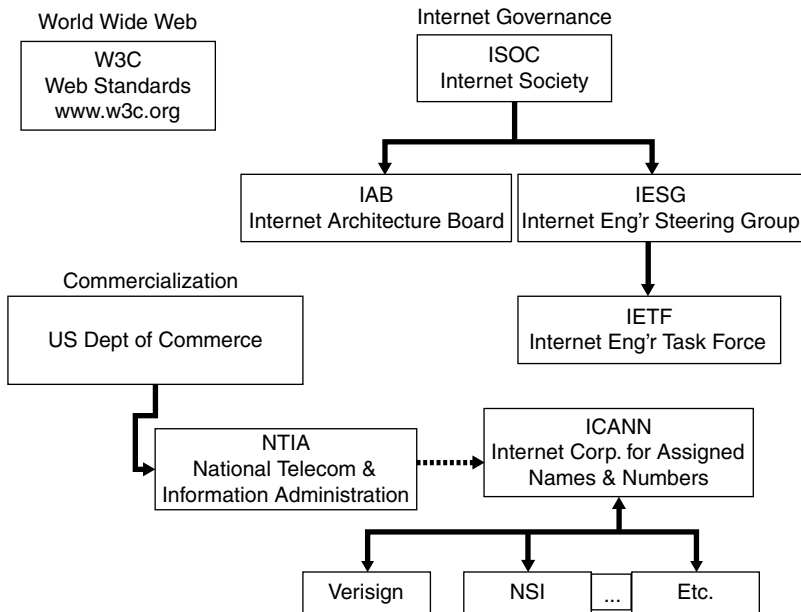 World Wide Web
W3C
Web Standards
www.w3c.org
Internet Governance
ISOC
Internet Society
IAB
Internet Architecture Board
IESG
Internet Eng'r Steering Group
IETF
Internet Eng'r Task Force
Commercialization
US Dept of Commerce
NTIA
National Telecom &
Information Administration
ICANN
Internet Corp. for Assigned
Names & Numbers
Verisign
NSI
...
Etc.